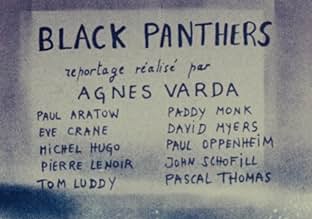 BLACK PANTHERS
reportage réalisé par
AGNES VARDA
PAUL ARATOW
EVE CRANE
MICHEL HUGO
PIERRE LENOIR
TOM LUDDY
PADDY MONK
DAVID MYERS
PAUL OPPENHEIM
JOHN SCHOFILL
PASCAL THOMAS